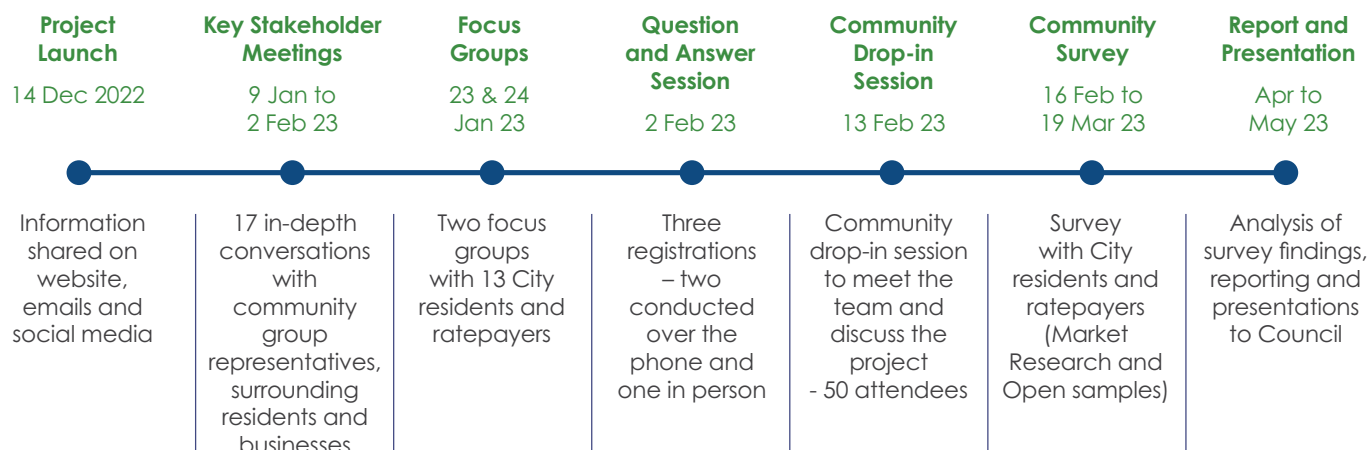 Project
Launch
14 Dec 2022
Information
shared on
website,
emails and
social media
Key Stakeholder
Meetings
9 Jan to
2 Feb 23
17 in-depth
conversations
with
community
group
representatives,
surrounding
residents and
businesses
Focus
Groups
23 & 24
Jan 23
Two focus
groups
with 13 City
residents and
ratepayers
Question
and Answer
Session
2 Feb 23
Three
registrations
– two
conducted
over the
phone and
one in person
Community
Drop-in
Session
13 Feb 23
Community
drop-in session
to meet the
team and
discuss the
project
- 50 attendees
Community
Survey
16 Feb to
19 Mar 23
Survey
with City
residents and
ratepayers
(Market
Research and
Open samples)
Report and
Presentation
Apr to
May 23
Analysis of
survey findings,
reporting and
presentations
to Council